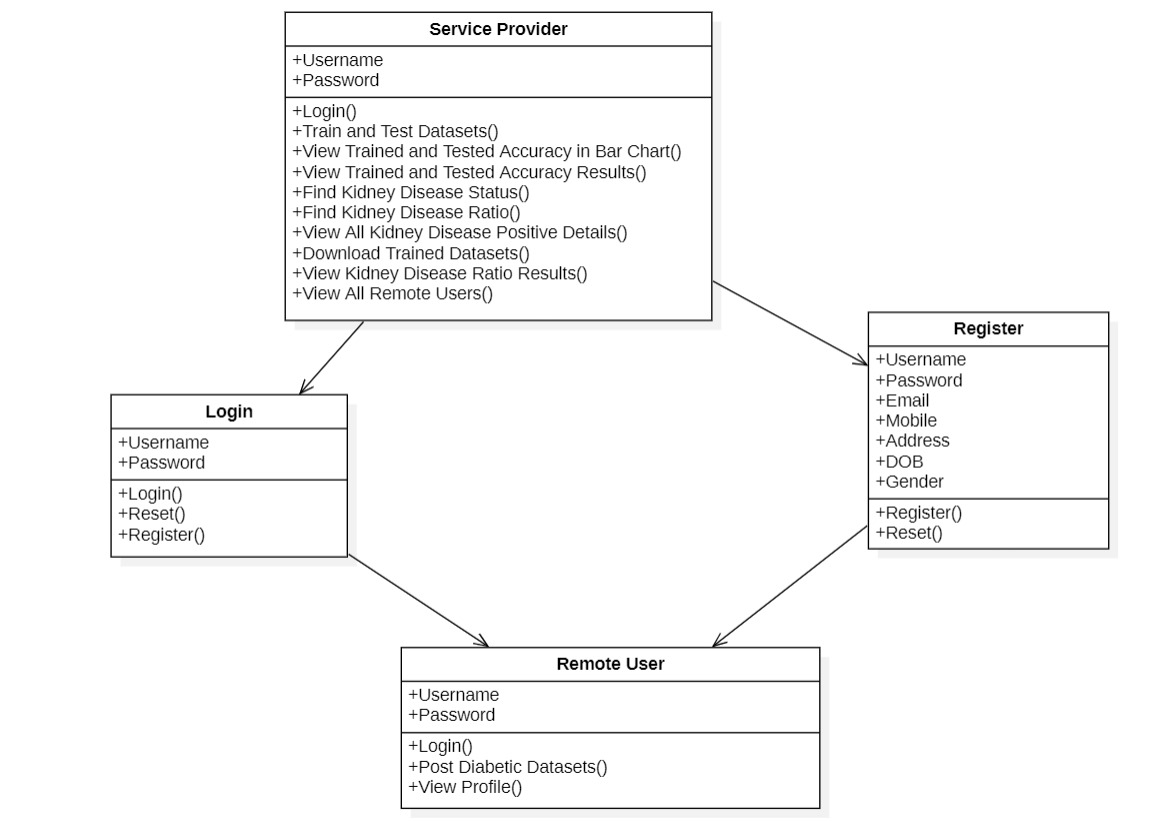 Service Provider
+Username
+Password
+Login()
+Train and Test Datasets()
+View Trained and Tested Accuracy in Bar Chart()
+View Trained and Tested Accuracy Results()
+Find Kidney Disease Status()
+Find Kidney Disease Ratio()
+View All Kidney Disease Positive Details()
+Download Trained Datasets()
+View Kidney Disease Ratio Results()
+View All Remote Users()
Register
+Username
+Password
+Email
+Mobile
+Address
+DOB
+Gender
+Register()
+Reset()
Login
+Username
+Password
+Login()
+Reset()
+Register()
Remote User
+Username
+Password
+Login()
+Post Diabetic Datasets()
+View Profile()